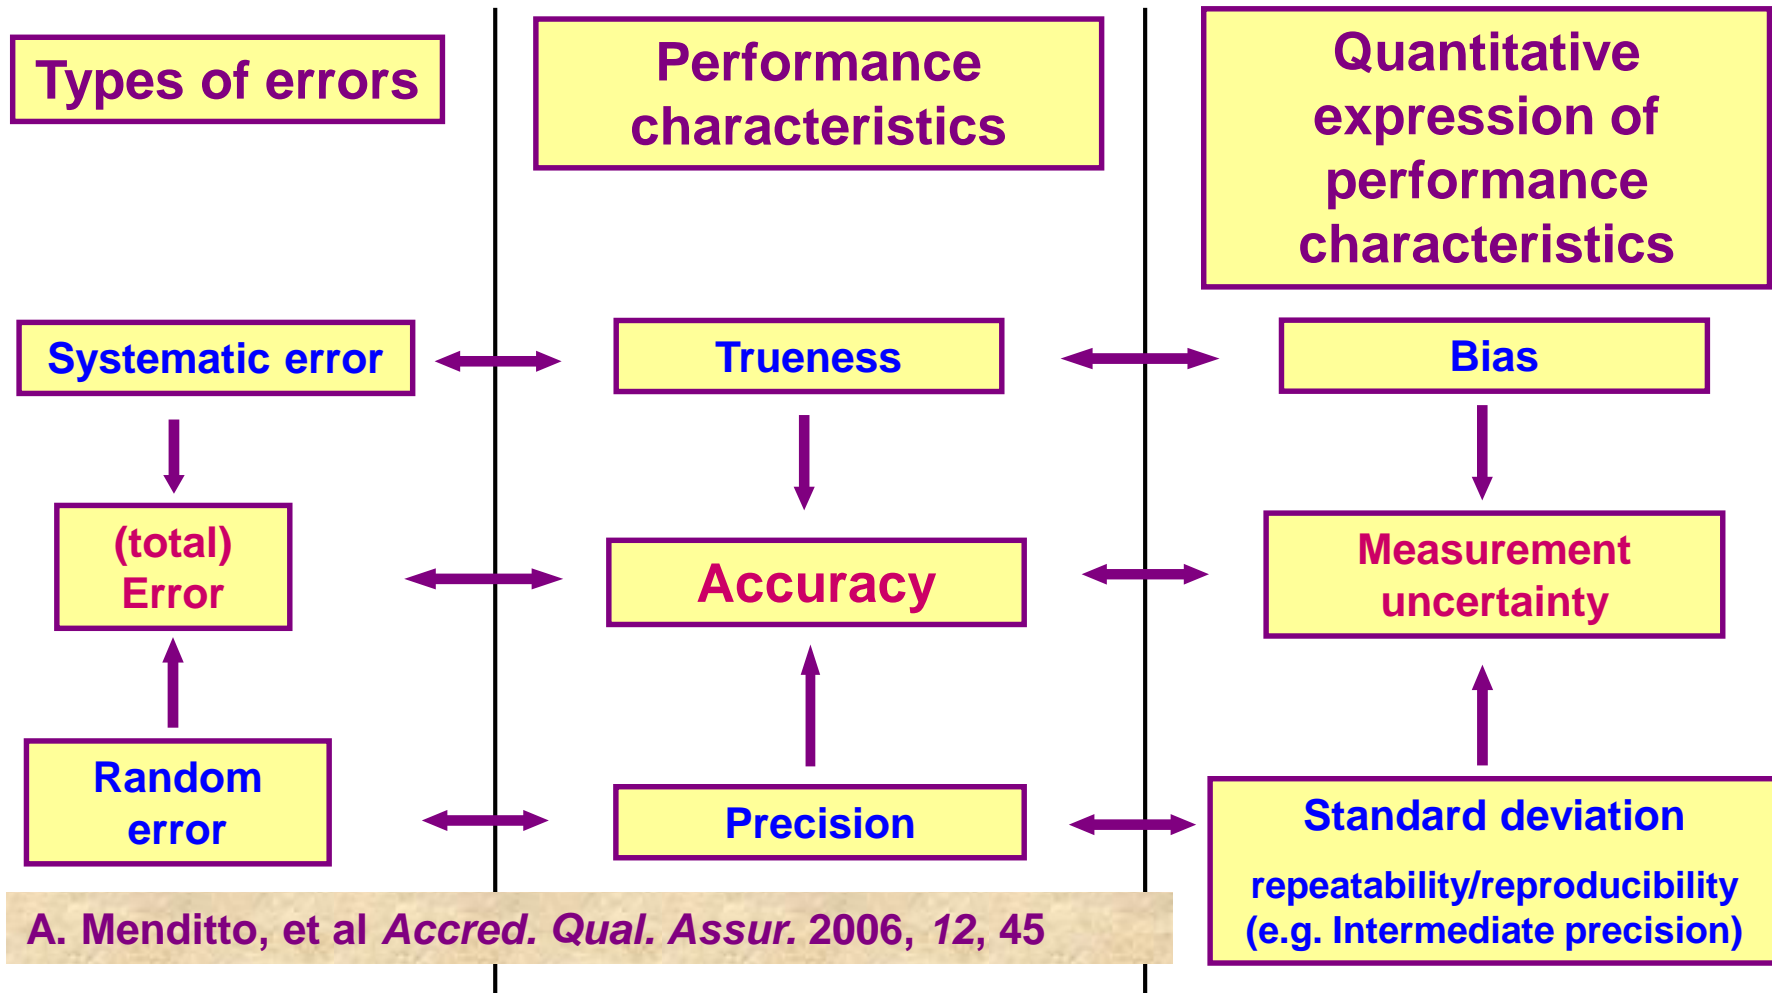 Types of errors
Performance
characteristics
Quantitative
expression of
performance
characteristics
Systematic error
Trueness
Bias
(total)
Error
Accuracy
Measurement
uncertainty
Random
error
Precision
Standard deviation
repeatability/reproducibility
(e.g. Intermediate precision)
A. Menditto, et al Accred. Qual. Assur. 2006, 12, 45